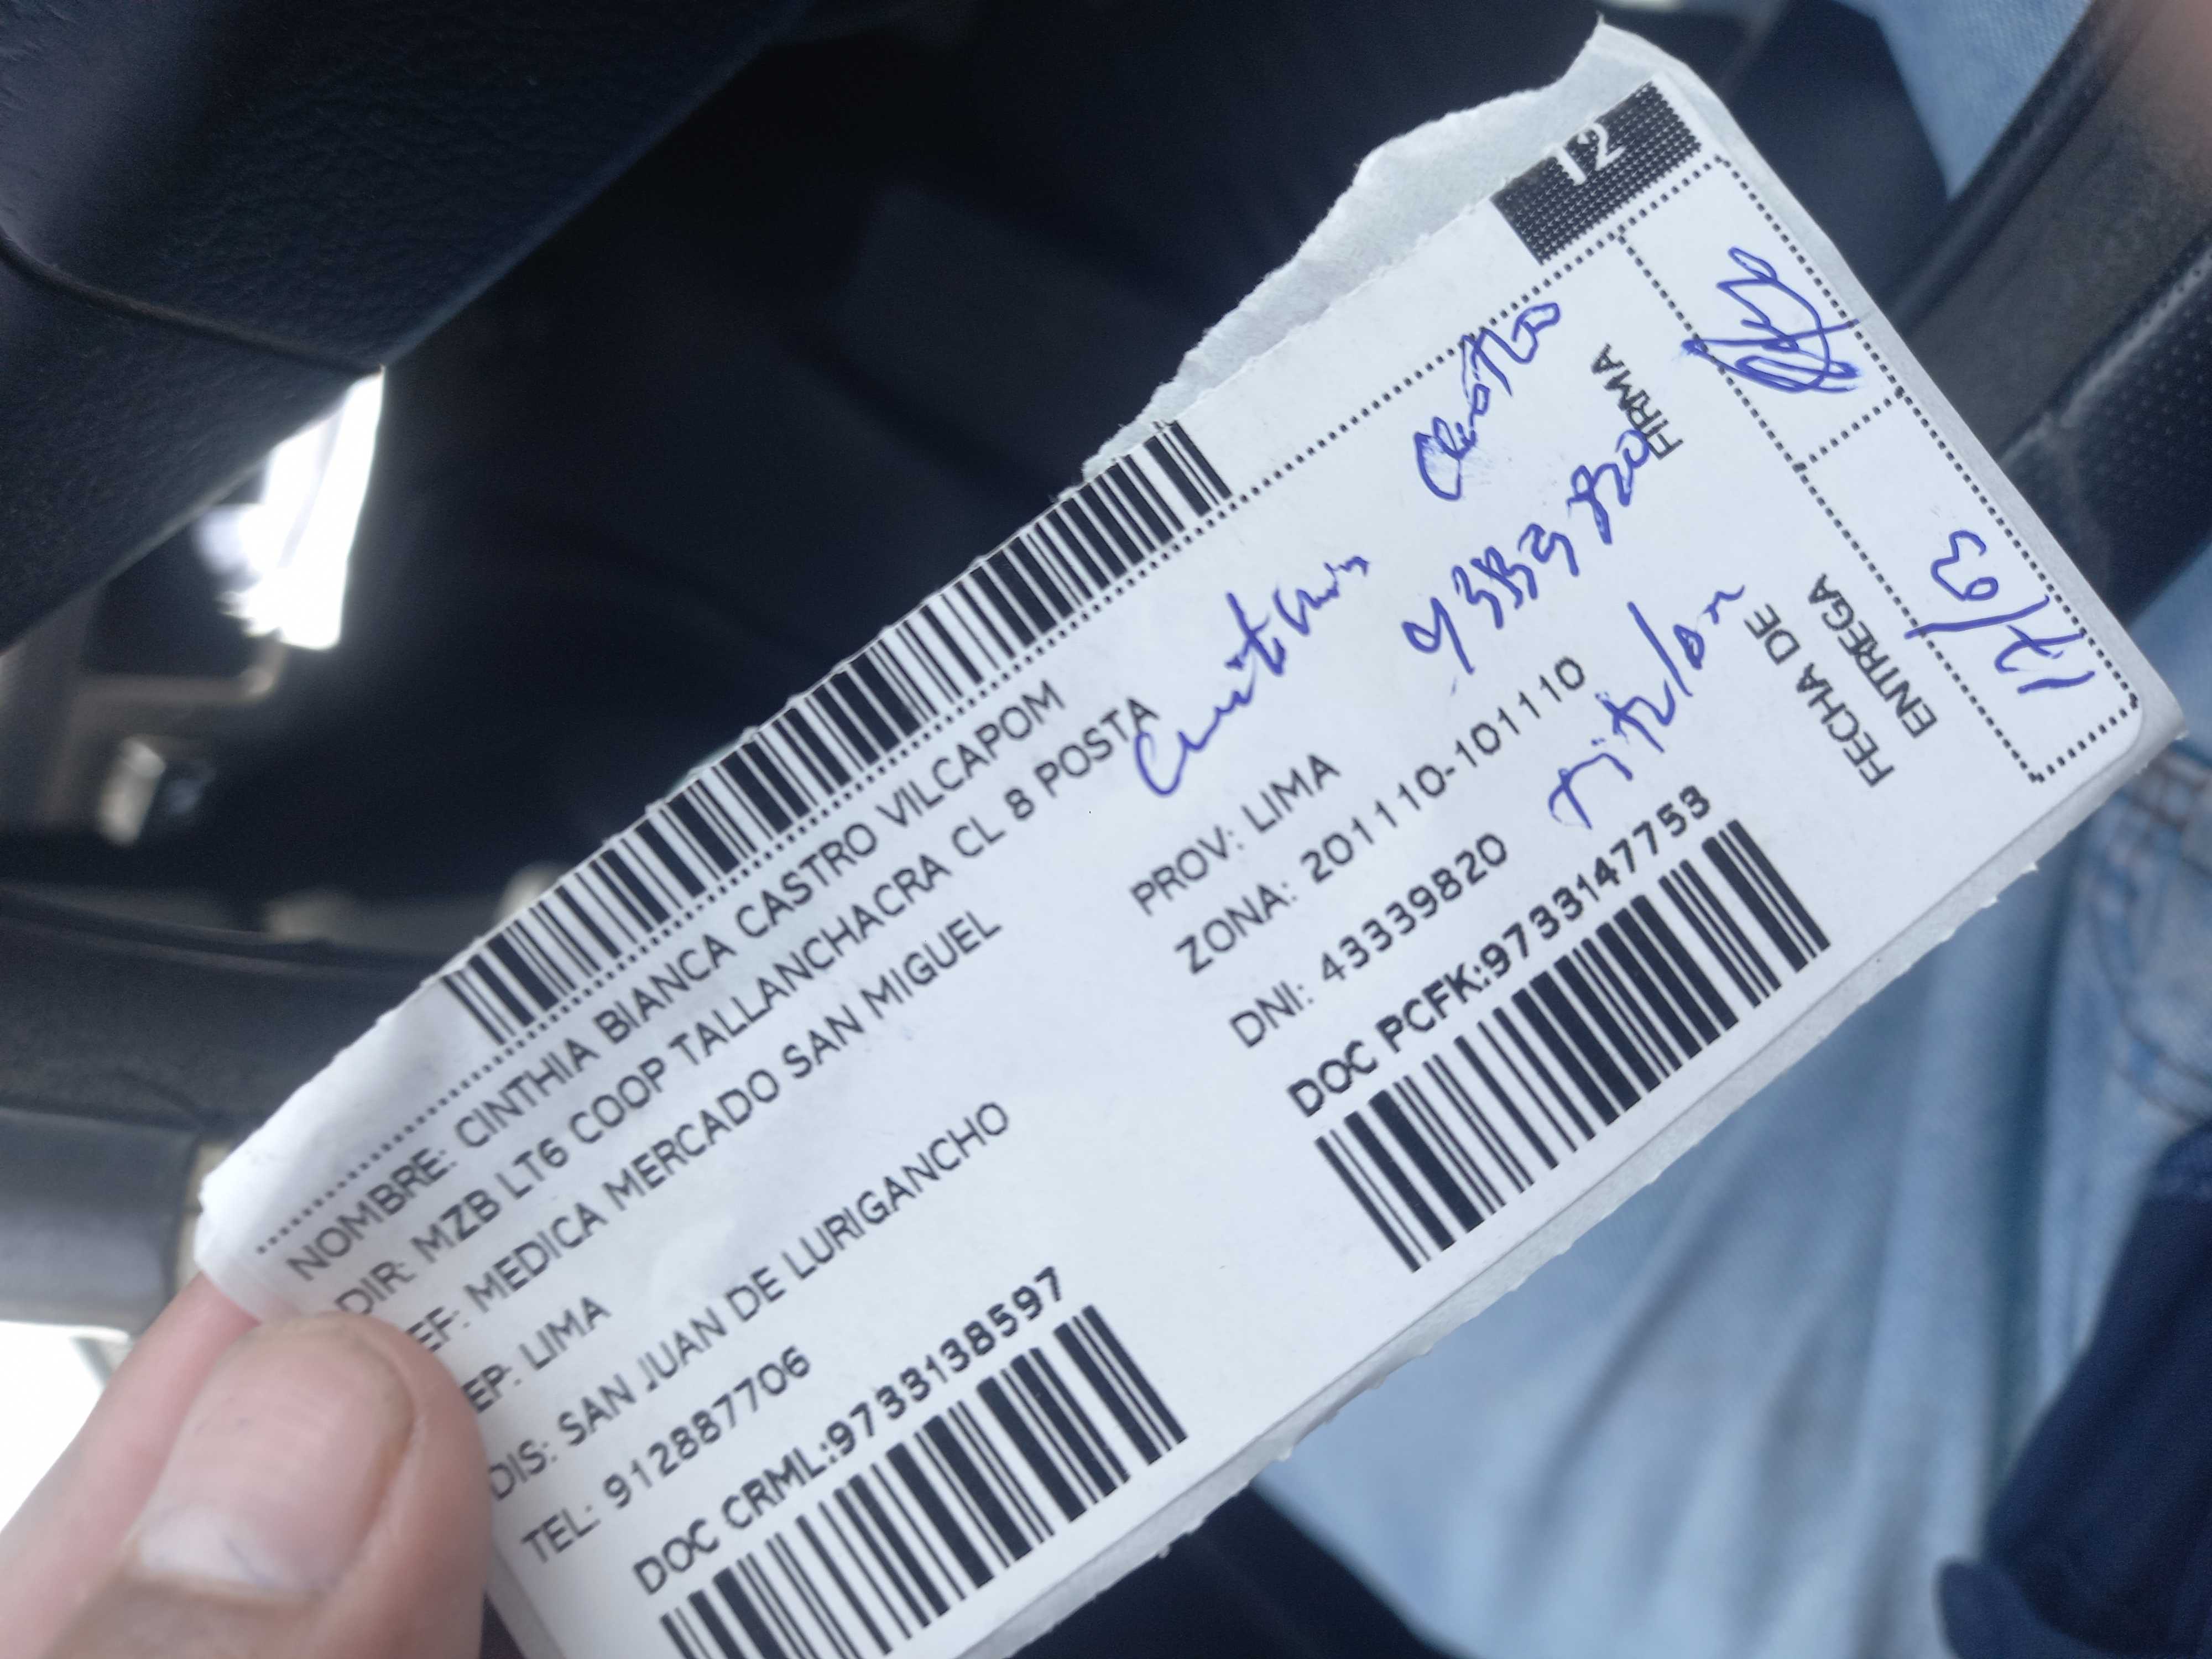 12
NOMBRE: CINTHIA BIANCA CASTRO VILCAPOM
DIR: MZB LT6 COOP TALLANCHACRA CL 8 POSTA
EF: MEDICA MERCADO SAN MIGUEL
EP: LIMA
PROV: LIMA
DIS: SAN JUAN DE LURIGANCHO
ZONA: 201110-101110
TEL: 912887706
DNI: 43339820
DOC CRML:9733138597
DOC PCFK:9733147753
Castro
43339820
titular
FIRMA
FECHA DE
ENTREGA
17/03